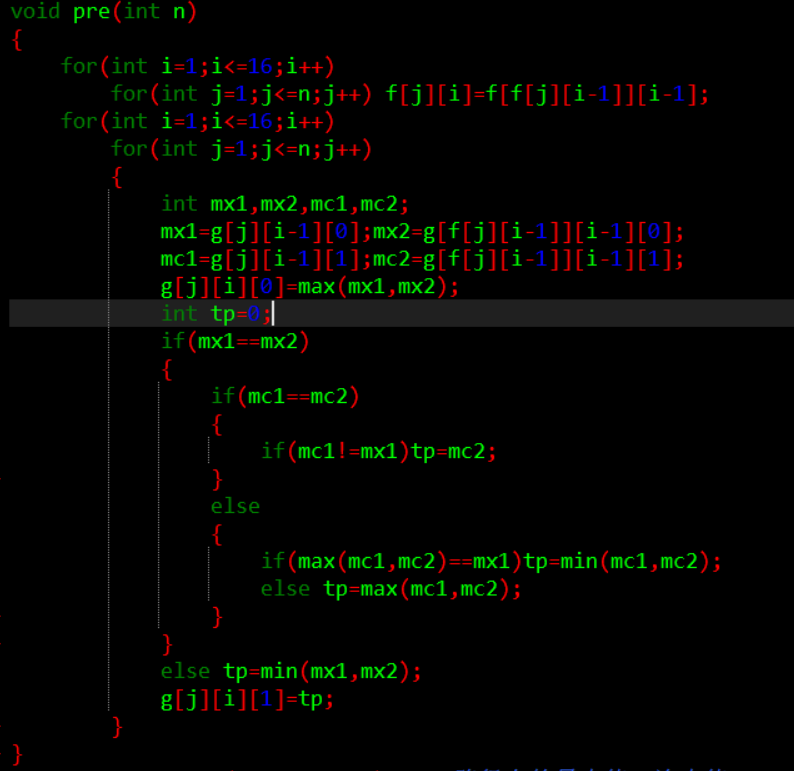 void pre(int n)
{
    for(int i=1;i<=16;i++)
        for(int j=1;j<=n;j++) f[j][i]=f[f[j][i-1]][i-1];
    for(int i=1;i<=16;i++)
        for(int j=1;j<=n;j++)
        {
            int mx1,mx2,mc1,mc2;
            mx1=g[j][i-1][0];mx2=g[f[j][i-1]][i-1][0];
            mc1=g[j][i-1][1];mc2=g[f[j][i-1]][i-1][1];
            g[j][i][0]=max(mx1,mx2);
            int tp=0;
            if(mx1==mx2)
            {
                if(mc1==mc2)
                {
                    if(mc1!=mx1)tp=mc2;
                }
                else
                {
                    if(max(mc1,mc2)==mx1)tp=min(mc1,mc2);
                    else tp=max(mc1,mc2);
                }
            }
            else tp=min(mx1,mx2);
            g[j][i][1]=tp;
        }
}